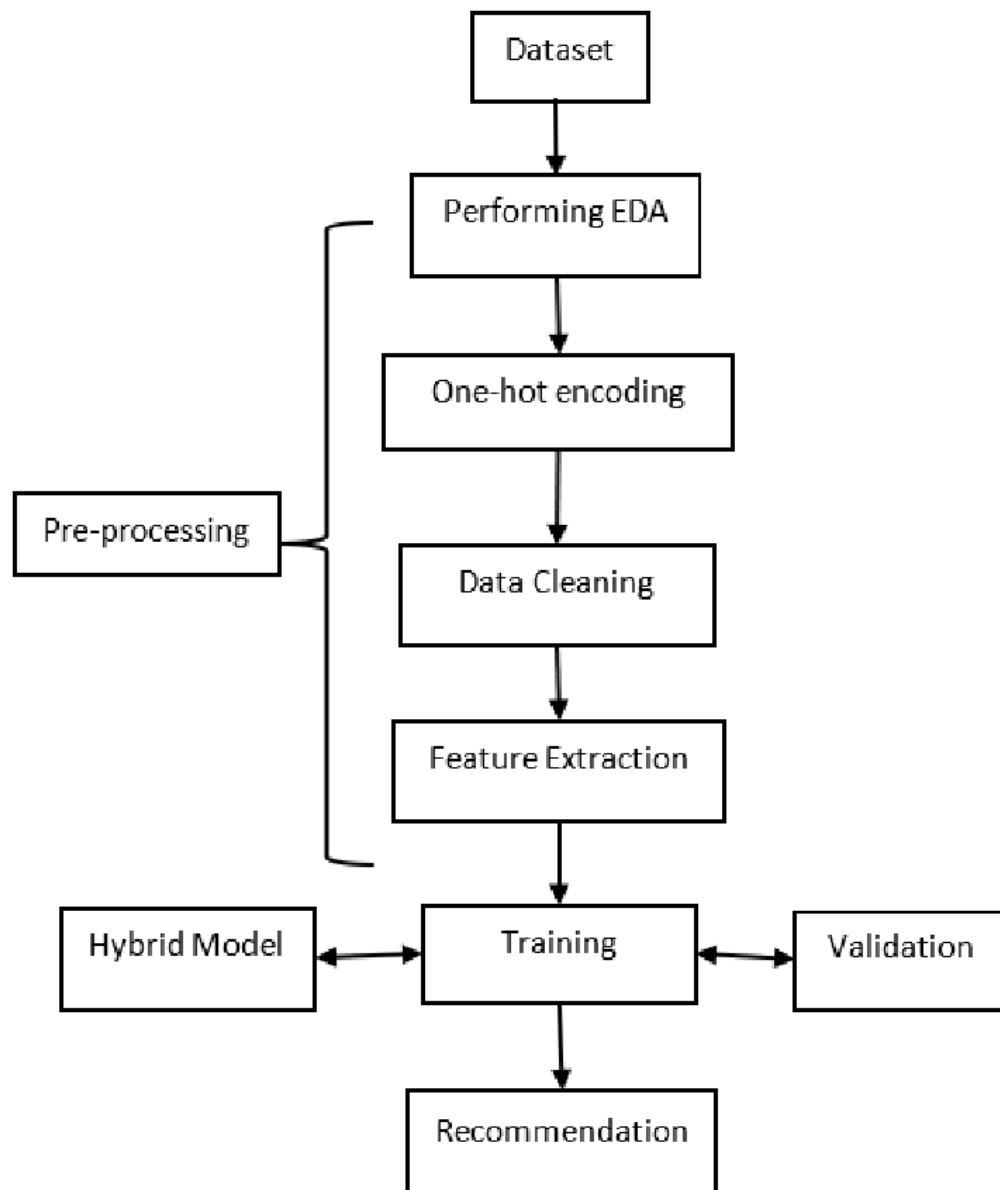 Dataset
Performing EDA
One-hot encoding
Pre-processing
Data Cleaning
Feature Extraction
Hybrid Model
Training
Validation
Recommendation